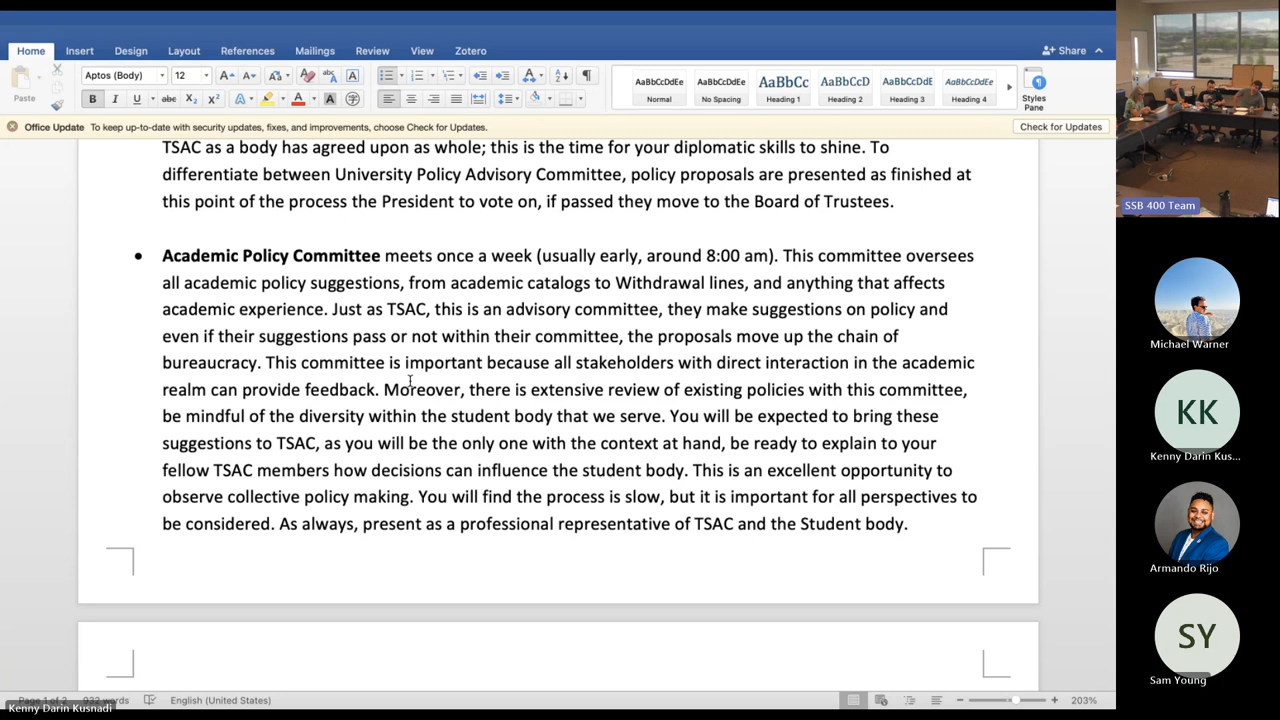 Home
Insert
Design
Layout
References
Mailings
Review
View
Zotero
Share
Paste
Aptos (Body)
12
AaBbCcDdEe
AaBbCcDdEe
AaBbCc
AaBbCcD
AaBbCcDdE
AaBbCcDdEe
Normal
No Spacing
Heading 1
Heading 2
Heading 3
Heading 4
Styles
Pane
Office Update To keep up-to-date with security updates, fixes, and improvements, choose Check for Updates.
Check for Updates
TSAC as a body has agreed upon as whole; this is the time for your diplomatic skills to shine. To
differentiate between University Policy Advisory Committee, policy proposals are presented as finished at
this point of the process the President to vote on, if passed they move to the Board of Trustees.
• Academic Policy Committee meets once a week (usually early, around 8:00 am). This committee oversees
all academic policy suggestions, from academic catalogs to Withdrawal lines, and anything that affects
academic experience. Just as TSAC, this is an advisory committee, they make suggestions on policy and
even if their suggestions pass or not within their committee, the proposals move up the chain of
bureaucracy. This committee is important because all stakeholders with direct interaction in the academic
realm can provide feedback. Moreover, there is extensive review of existing policies with this committee,
be mindful of the diversity within the student body that we serve. You will be expected to bring these
suggestions to TSAC, as you will be the only one with the context at hand, be ready to explain to your
fellow TSAC members how decisions can influence the student body. This is an excellent opportunity to
observe collective policy making. You will find the process is slow, but it is important for all perspectives to
be considered. As always, present as a professional representative of TSAC and the Student body.
Page 1 of 2 932 words
English (United States)
203%
Kenny Darin Kusnadi
SSB 400 Team
Michael Warner
KK
Kenny Darin Kus...
Armando Rijo
SY
Sam Young